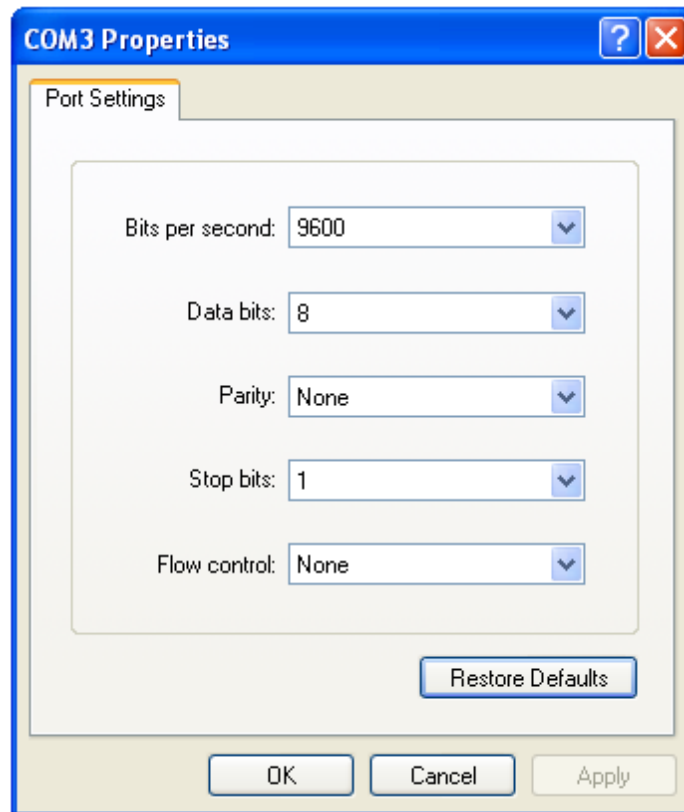 COM3 Properties
Port Settings
Bits per second: 9600
Data bits: 8
Parity: None
Stop bits: 1
Flow control: None
Restore Defaults
OK Cancel Apply